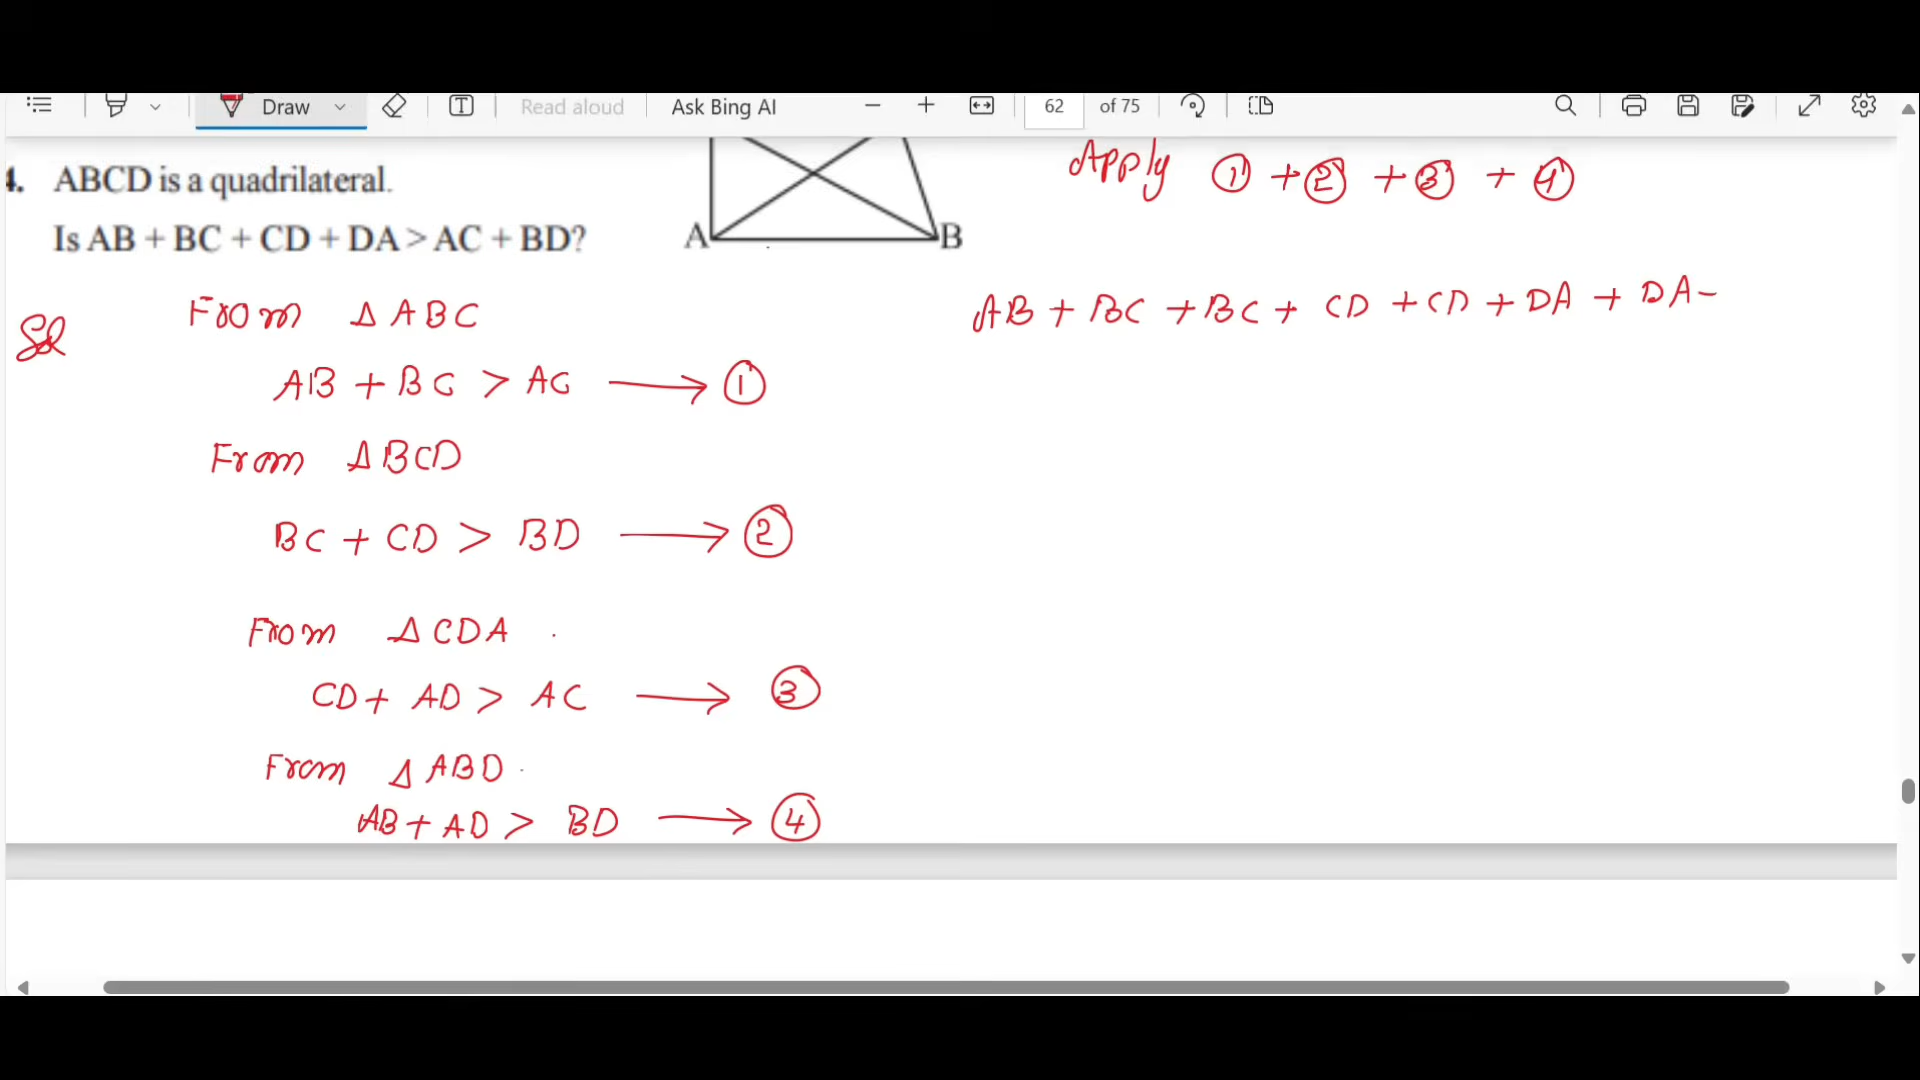 Draw
Read aloud
Ask Bing AI
62 of 75
4. ABCD is a quadrilateral.
Is AB + BC + CD + DA > AC + BD?
A B
Sol
From Δ ABC
AB + BC > AC → ①
From Δ BCD
BC + CD > BD → ②
From Δ CDA
CD + AD > AC → ③
From Δ ABD
AB + AD > BD → ④
Apply ① + ② + ③ + ④
AB + BC + BC + CD + CD + DA + DA -